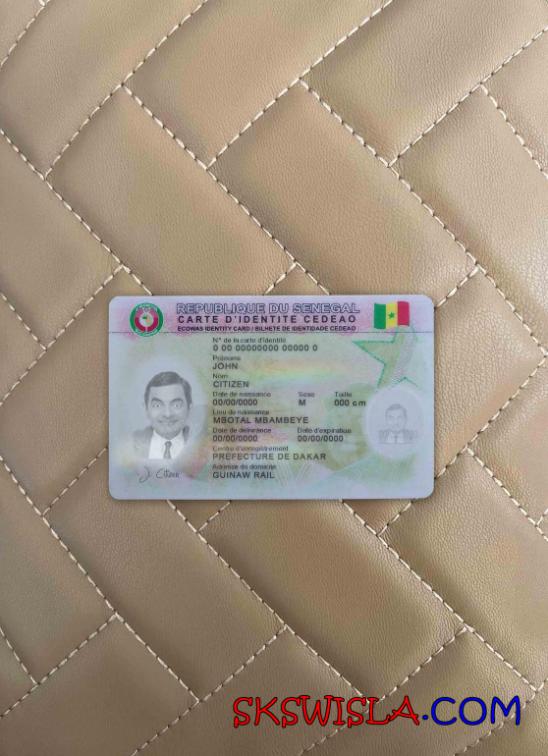 REPUBLIQUE DU SENEGAL
CARTE D'IDENTITE CEDEAO
ECOWAS IDENTITY CARD / BILHETE DE IDENTIDADE CEDEAO
N° de la carte d'identité
0 00 00000000 00000 0
Prénoms
JOHN
Nom
CITIZEN
Date de naissance Sexe Taille
00/00/0000 M 000 cm
Lieu de naissance
MBOTAL MBAMBEYE
Date de délivrance Date d'expiration
00/00/0000 00/00/0000
Centre d'enregistrement
PREFECTURE DE DAKAR
Adresse du domicile
GUINAW RAIL
J. Citizen
SKSWISLA.COM